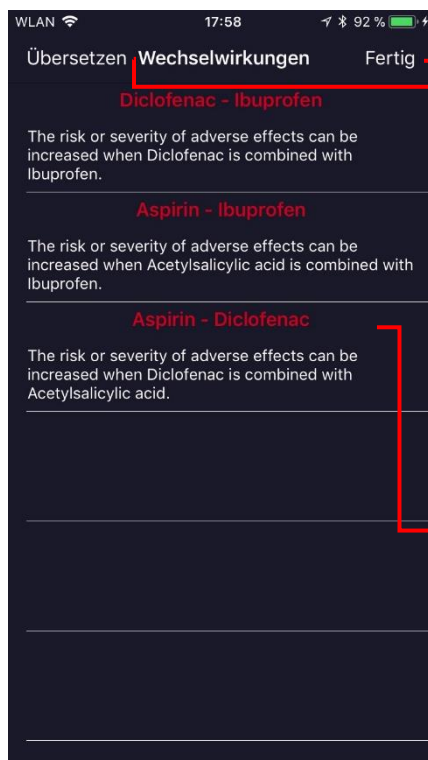 WLAN 17:58 92 %
Übersetzen Wechselwirkungen Fertig
Diclofenac - Ibuprofen
The risk or severity of adverse effects can be
increased when Diclofenac is combined with
Ibuprofen.
Aspirin - Ibuprofen
The risk or severity of adverse effects can be
increased when Acetylsalicylic acid is combined with
Ibuprofen.
Aspirin - Diclofenac
The risk or severity of adverse effects can be
increased when Diclofenac is combined with
Acetylsalicylic acid.